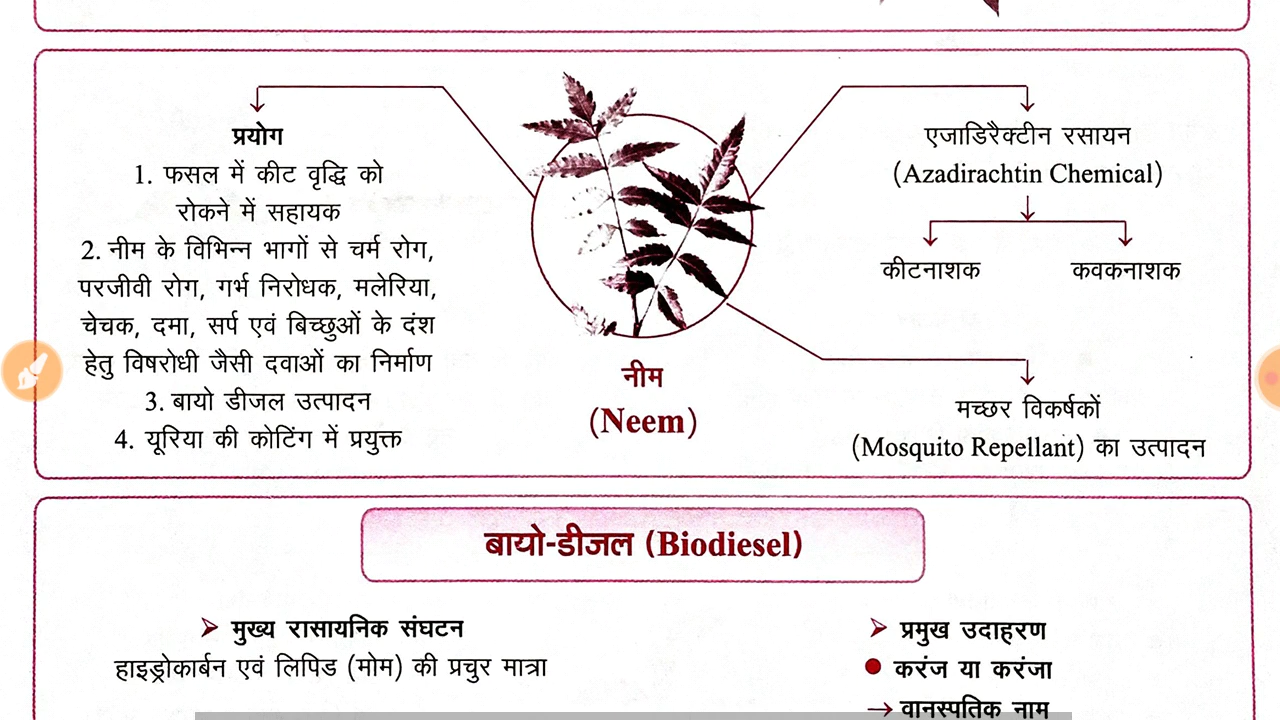 प्रयोग
1. फसल में कीट वृद्धि को
रोकने में सहायक
2. नीम के विभिन्न भागों से चर्म रोग,
परजीवी रोग, गर्भ निरोधक, मलेरिया,
चेचक, दमा, सर्प एवं बिच्छुओं के दंश
हेतु विषरोधी जैसी दवाओं का निर्माण
3. बायो डीजल उत्पादन
4. यूरिया की कोटिंग में प्रयुक्त
नीम
(Neem)
एजाडिरैक्टीन रसायन
(Azadirachtin Chemical)
कीटनाशक
कवकनाशक
मच्छर विकर्षकों
(Mosquito Repellant) का उत्पादन
बायो-डीजल (Biodiesel)
➤ मुख्य रासायनिक संघटन
हाइड्रोकार्बन एवं लिपिड (मोम) की प्रचुर मात्रा
➤ प्रमुख उदाहरण
● करंज या करंजा
→ वानस्पतिक नाम